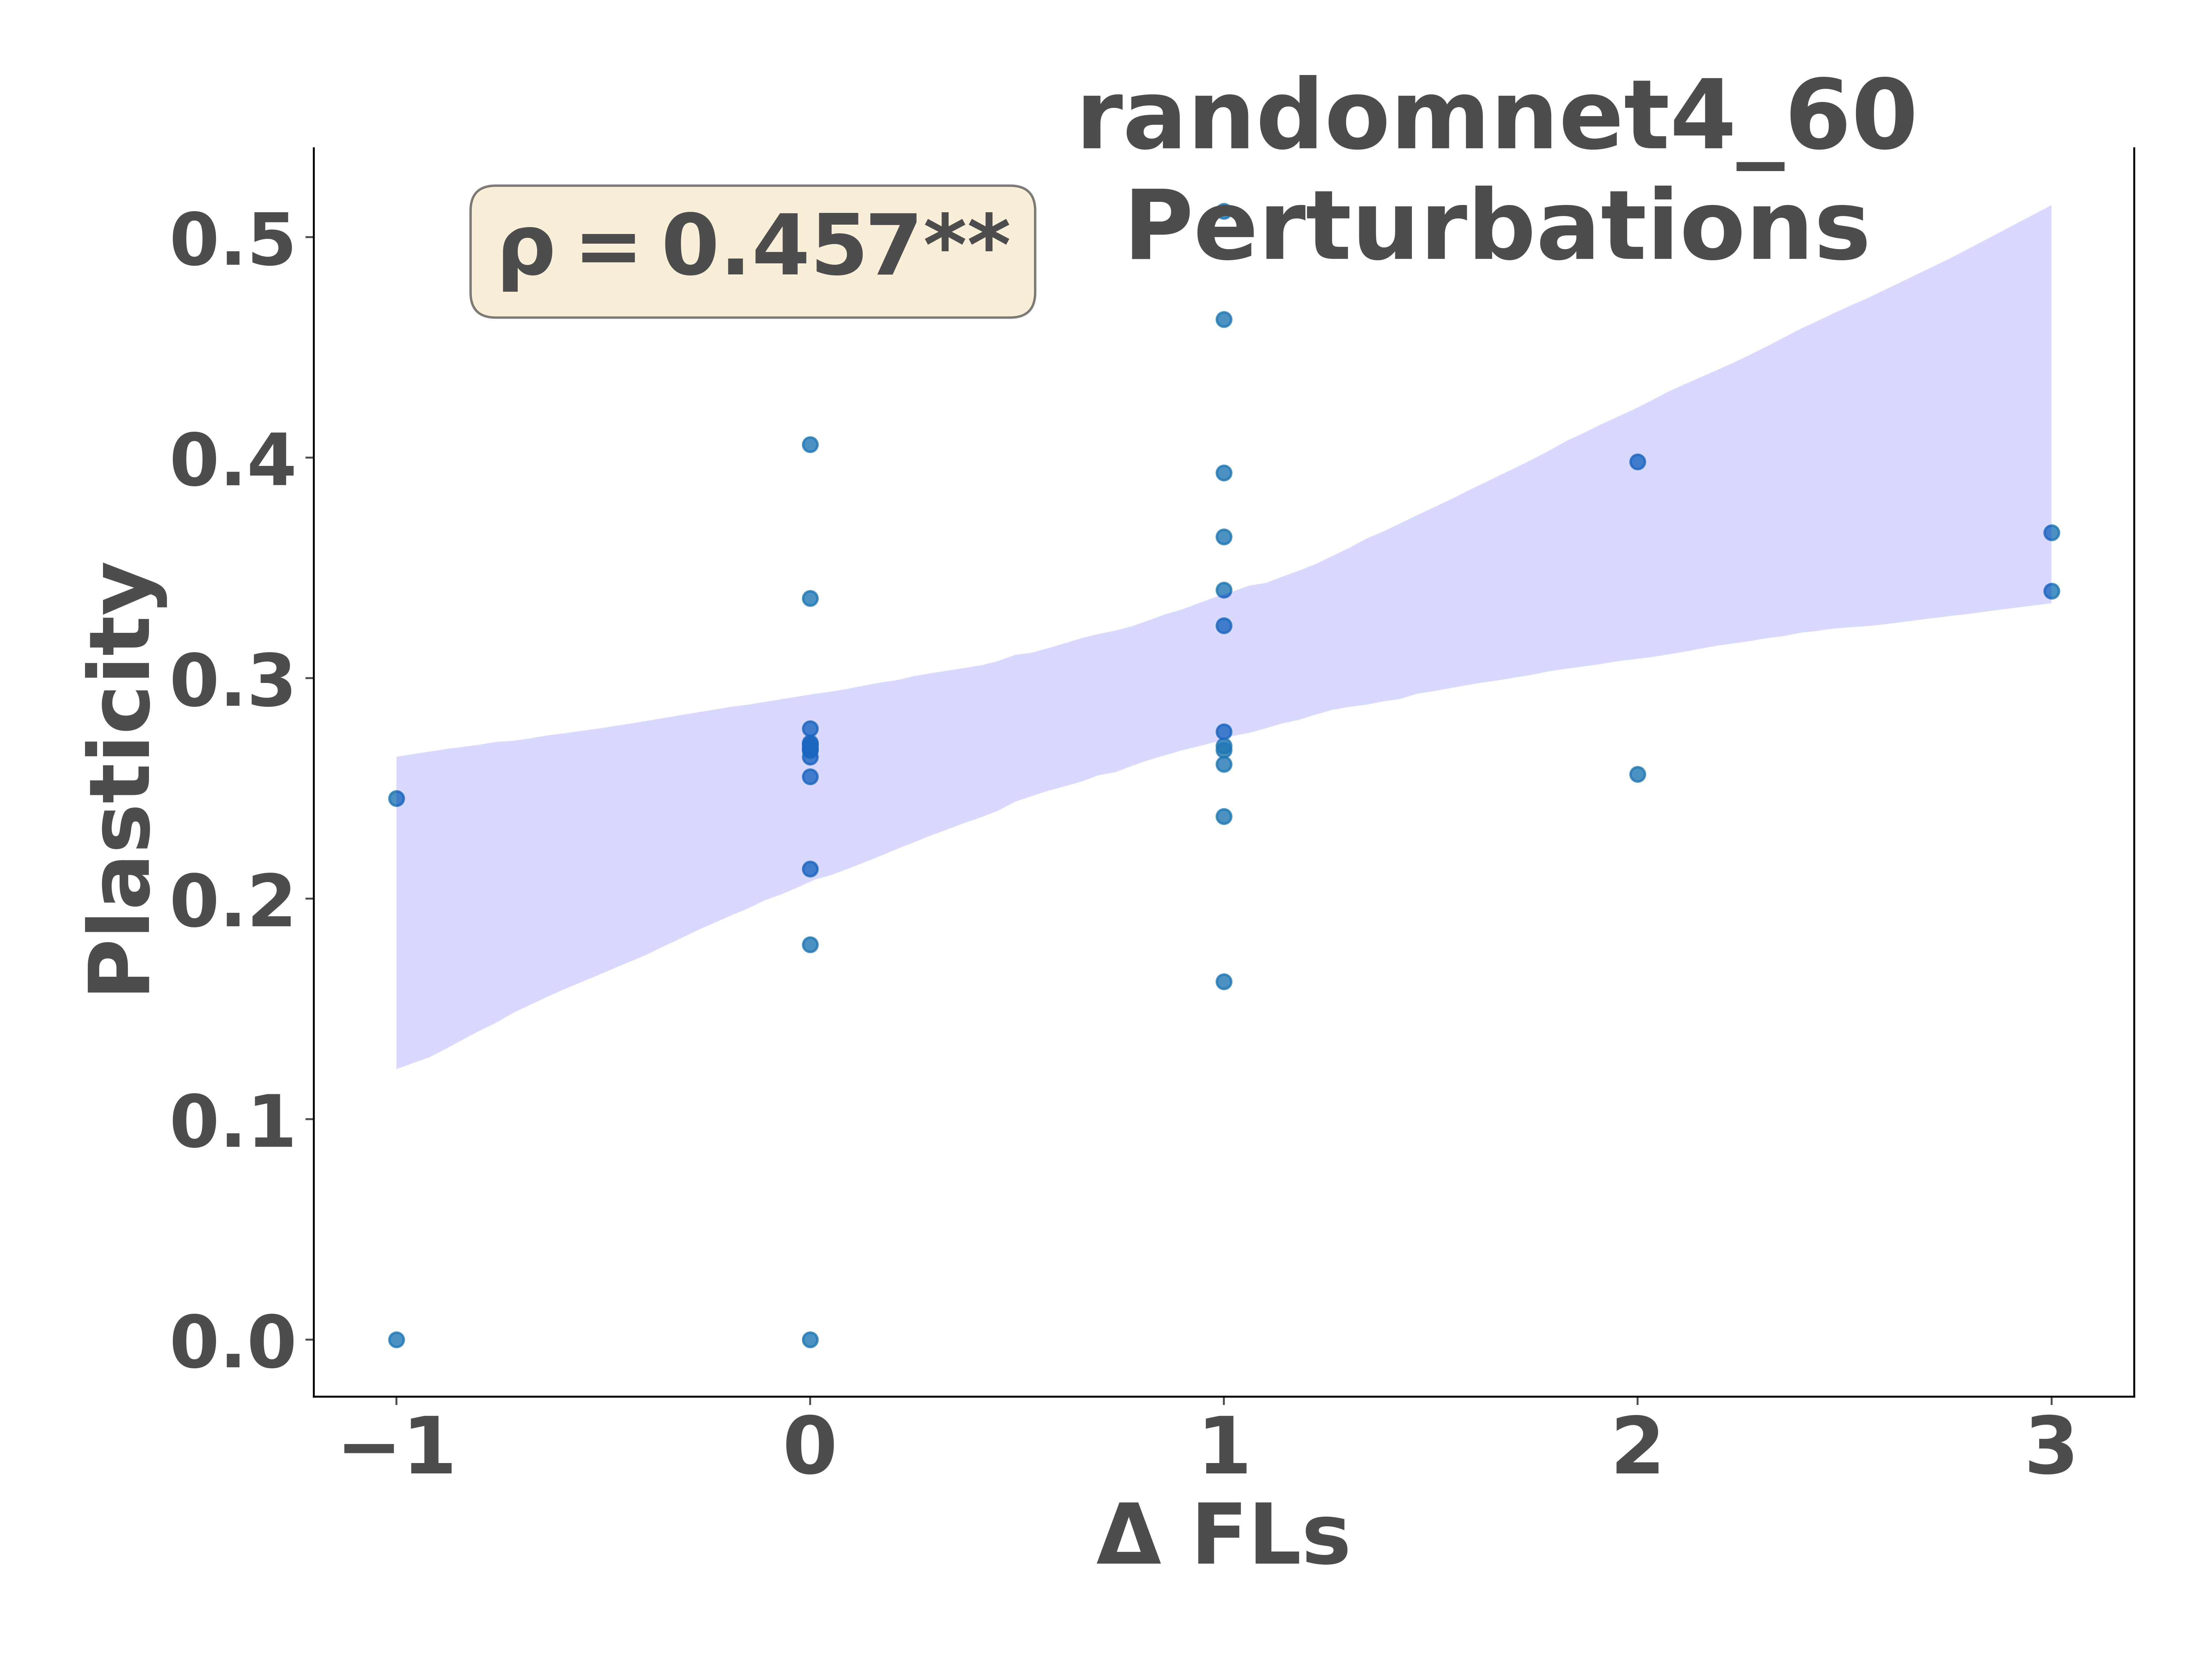 randomnet4_60
Perturbations
ρ = 0.457**
Plasticity
0.5
0.4
0.3
0.2
0.1
0.0
−1 0 1 2 3
Δ FLs